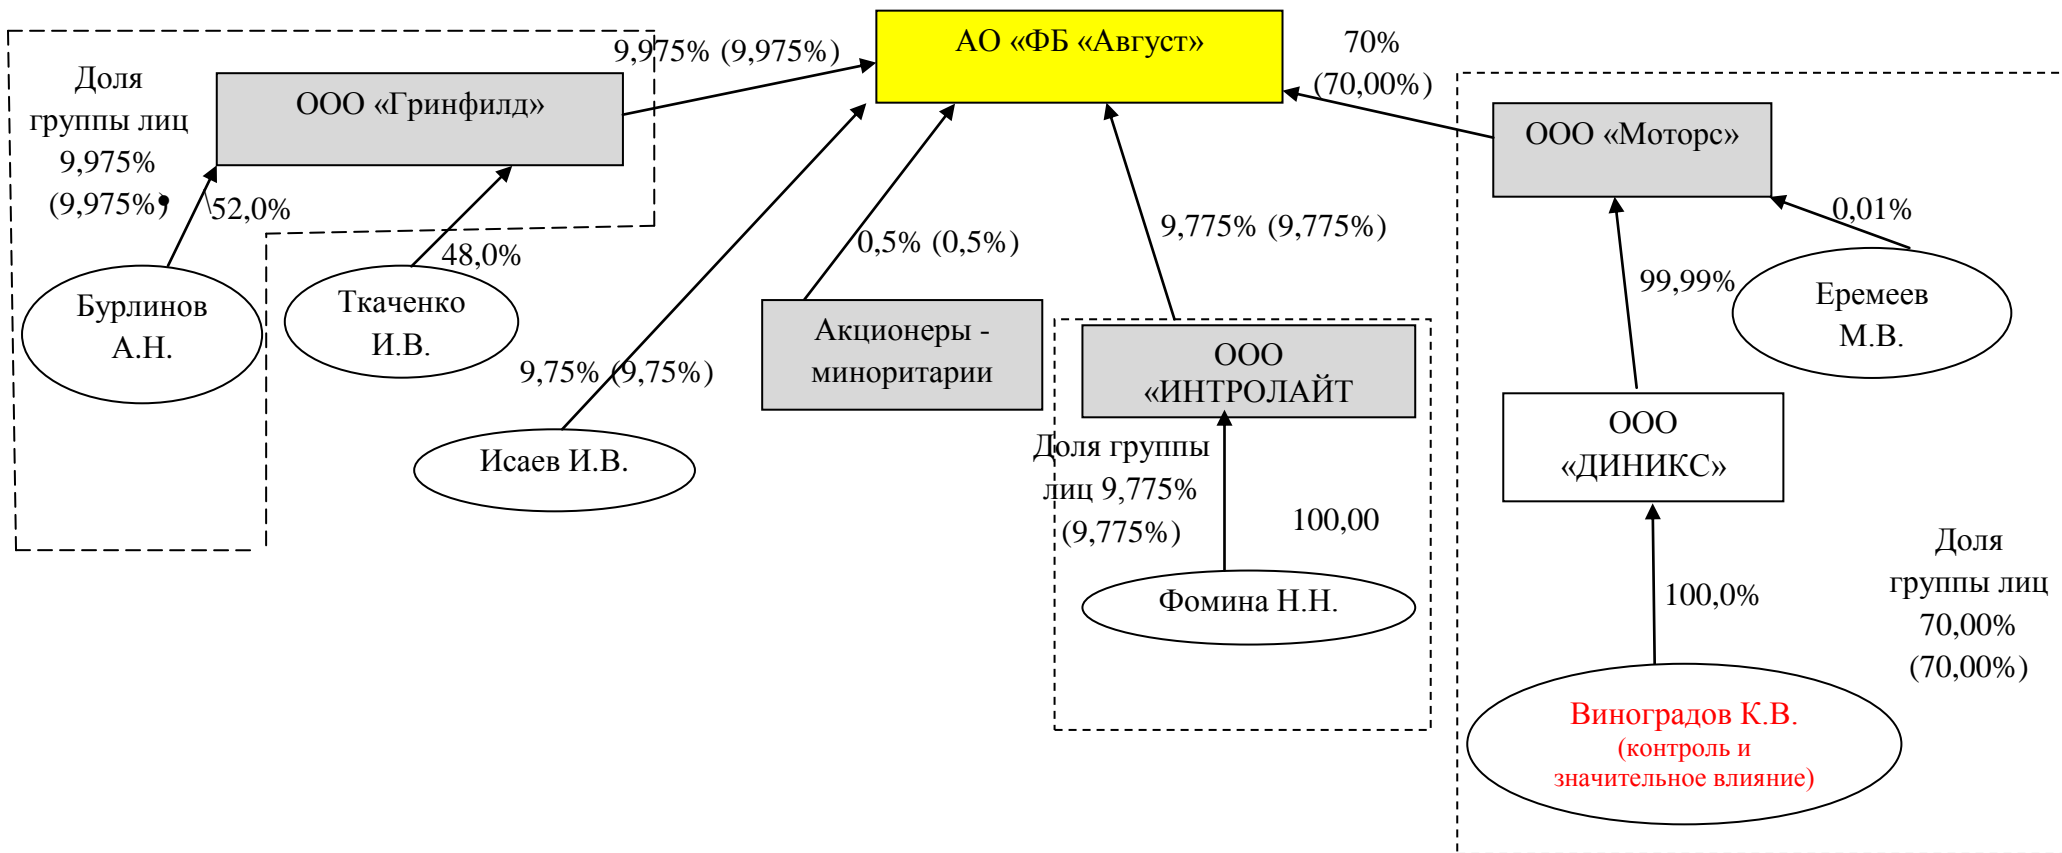 АО «ФБ «Август»
9,975% (9,975%)
70%
(70,00%)
Доля
группы лиц
9,975%
(9,975%)
ООО «Гринфилд»
ООО «Моторс»
52,0%
48,0%
0,5% (0,5%)
9,775% (9,775%)
0,01%
99,99%
Бурлинов
А.Н.
Ткаченко
И.В.
9,75% (9,75%)
Акционеры -
миноритарии
ООО
«ИНТРОЛАЙТ
Еремеев
М.В.
Исаев И.В.
Доля группы
лиц 9,775%
(9,775%)
100,00
ООО
«ДИНИКС»
Фомина Н.Н.
100,0%
Доля
группы лиц
70,00%
(70,00%)
Виноградов К.В.
(контроль и
значительное влияние)